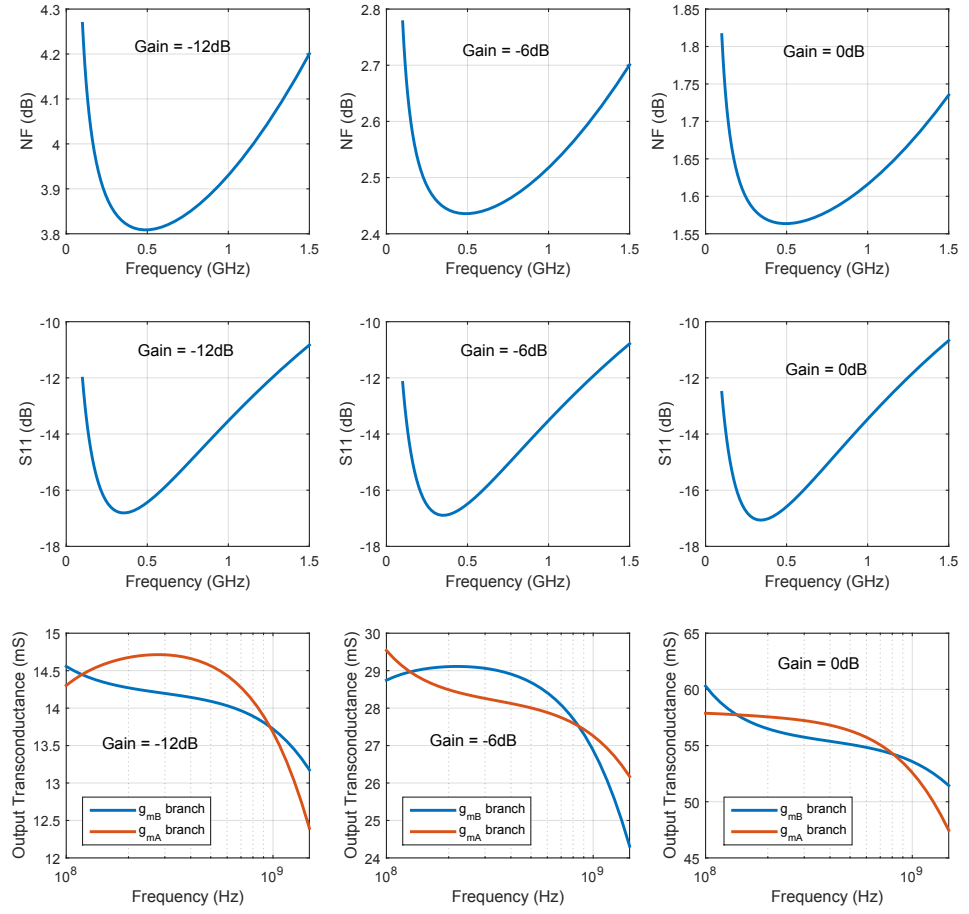 4.3
4.2
4.1
4
3.9
3.8
NF (dB)
Gain = -12dB
0
0.5
1
1.5
Frequency (GHz)
2.8
2.7
2.6
2.5
2.4
NF (dB)
Gain = -6dB
0
0.5
1
1.5
Frequency (GHz)
1.85
1.8
1.75
1.7
1.65
1.6
1.55
NF (dB)
Gain = 0dB
0
0.5
1
1.5
Frequency (GHz)
-10
-12
-14
-16
-18
S11 (dB)
Gain = -12dB
0
0.5
1
1.5
Frequency (GHz)
-10
-12
-14
-16
-18
S11 (dB)
Gain = -6dB
0
0.5
1
1.5
Frequency (GHz)
-10
-12
-14
-16
-18
S11 (dB)
Gain = 0dB
0
0.5
1
1.5
Frequency (GHz)
15
14.5
14
13.5
13
12.5
12
Output Transconductance (mS)
Gain = -12dB
g_mB branch
g_mA branch
10^8
10^9
Frequency (Hz)
30
29
28
27
26
25
24
Output Transconductance (mS)
Gain = -6dB
g_mB branch
g_mA branch
10^8
10^9
Frequency (Hz)
65
60
55
50
45
Output Transconductance (mS)
Gain = 0dB
g_mB branch
g_mA branch
10^8
10^9
Frequency (Hz)